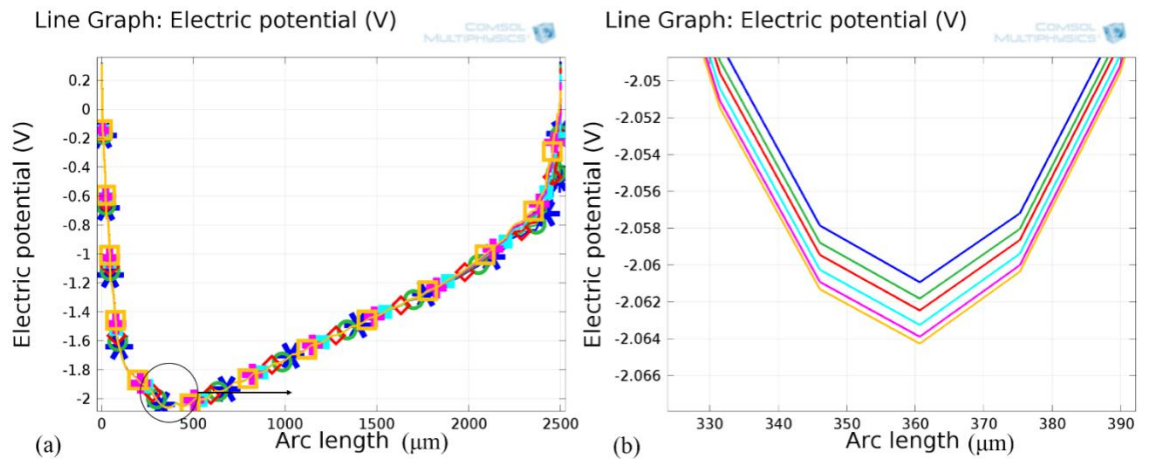 Line Graph: Electric potential (V)
COMSOL
MULTIPHYSICS
Electric potential (V)
0.2
0
-0.2
-0.4
-0.6
-0.8
-1
-1.2
-1.4
-1.6
-1.8
-2
0 500 1000 1500 2000 2500
Arc length (μm)
(a)
Line Graph: Electric potential (V)
COMSOL
MULTIPHYSICS
Electric potential (V)
-2.05
-2.052
-2.054
-2.056
-2.058
-2.06
-2.062
-2.064
-2.066
330 340 350 360 370 380 390
Arc length (μm)
(b)